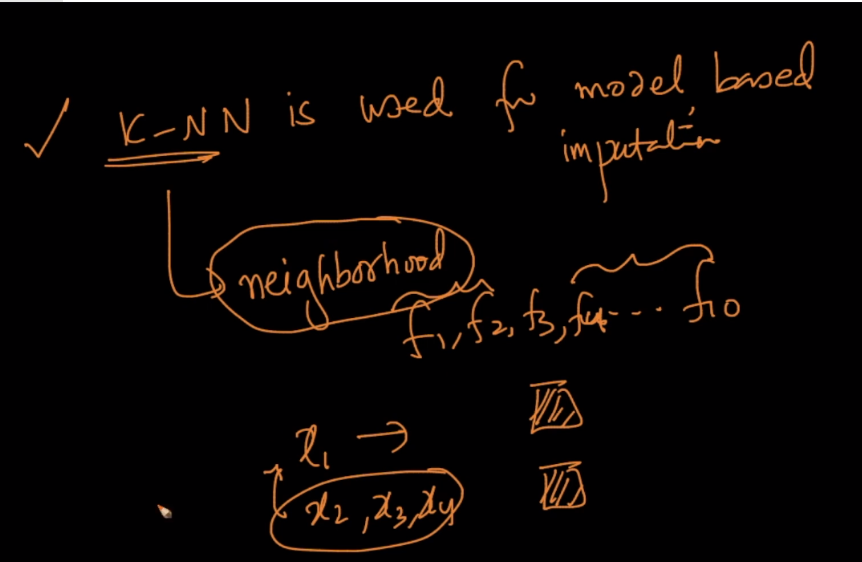 ✓ K-NN is used for model based
imputation
neighborhood
f1, f2, f3, f4... f10
x1 →
x2, x3, x4